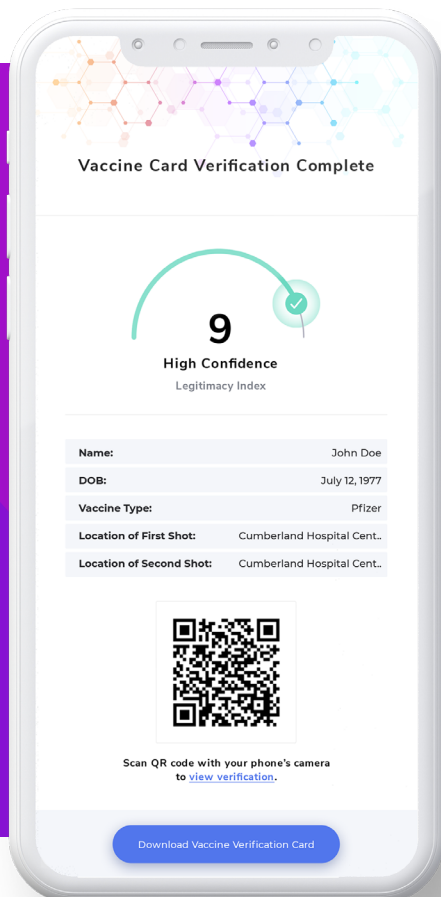 Vaccine Card Verification Complete
9
High Confidence
Legitimacy Index
Name: John Doe
DOB: July 12, 1977
Vaccine Type: Pfizer
Location of First Shot: Cumberland Hospital Cent..
Location of Second Shot: Cumberland Hospital Cent..
Scan QR code with your phone's camera
to view verification.
Download Vaccine Verification Card